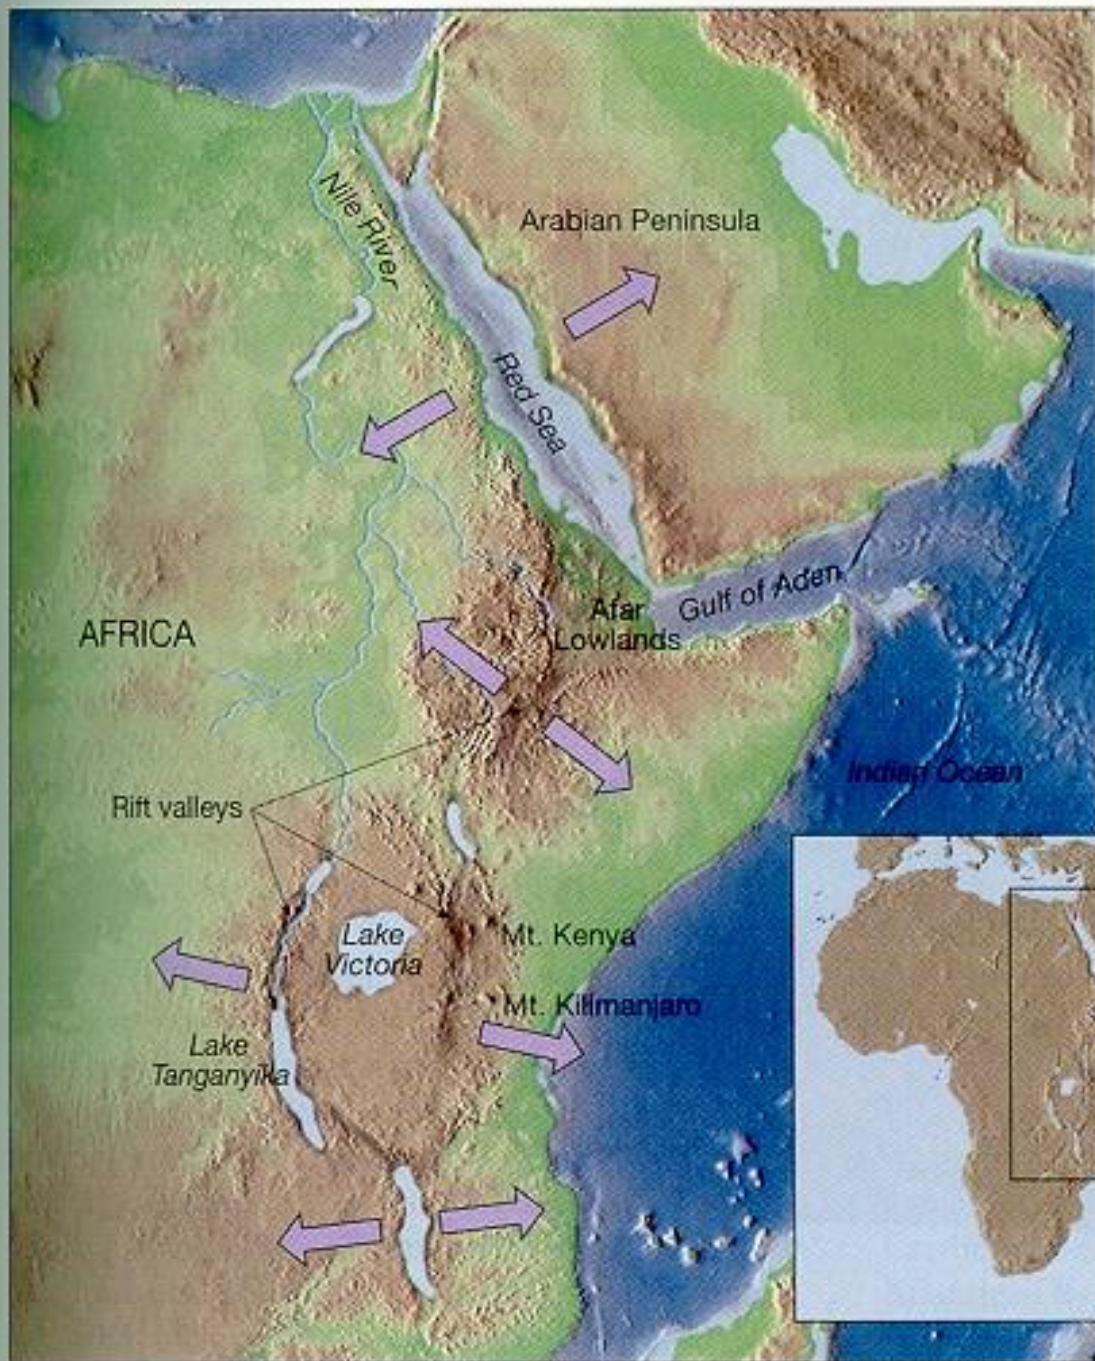 Nile River
Arabian Peninsula
Red Sea
Gulf of Aden
Afar
Lowlands
AFRICA
Indian Ocean
Rift valleys
Lake
Victoria
Mt. Kenya
Mt. Kilimanjaro
Lake
Tanganyika